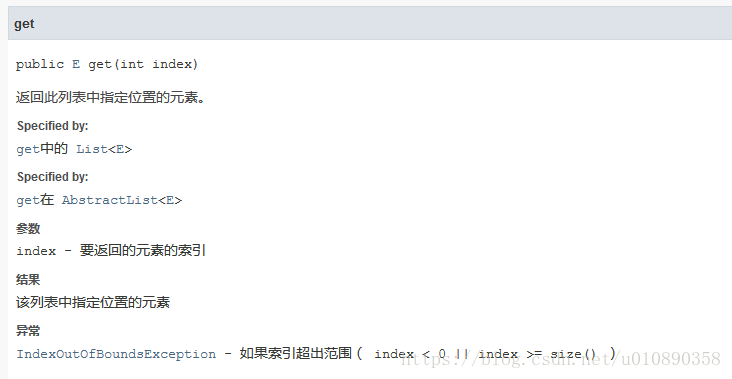 get
public E get(int index)
返回此列表中指定位置的元素。
Specified by:
get中的 List<E>
Specified by:
get在 AbstractList<E>
参数
index - 要返回的元素的索引
结果
该列表中指定位置的元素
异常
IndexOutOfBoundsException - 如果索引超出范围（ index < 0 || index >= size() ）
https://blog.csdn.net/u010890358